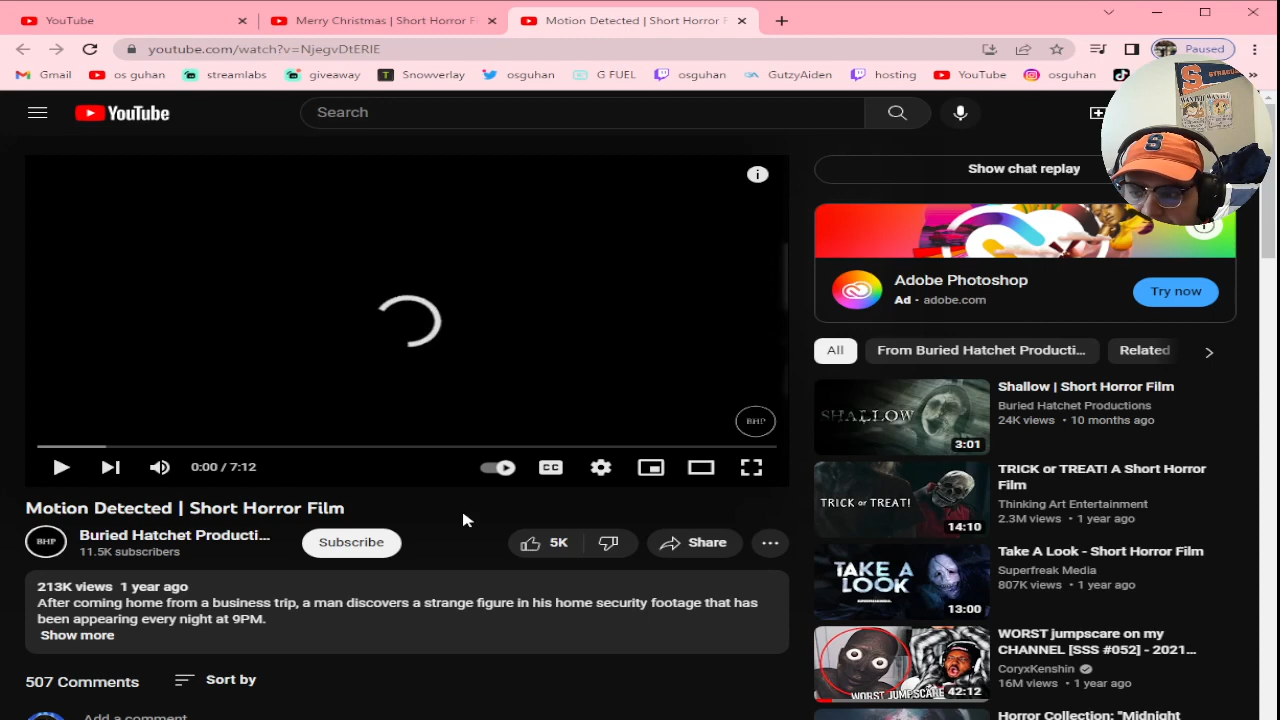 YouTube
Merry Christmas | Short Horror F
Motion Detected | Short Horror F
youtube.com/watch?v=NjegvDtERIE
Paused
Gmail
os guhan
streamlabs
giveaway
Snowverlay
osguhan
G FUEL
osguhan
GutzyAiden
hosting
YouTube
osguhan
YouTube
Search
Show chat replay
Adobe Photoshop
Ad · adobe.com
Try now
All
From Buried Hatchet Producti...
Related
BHP
0:00 / 7:12
CC
Motion Detected | Short Horror Film
BHP
Buried Hatchet Producti...
11.5K subscribers
Subscribe
5K
Share
213K views 1 year ago
After coming home from a business trip, a man discovers a strange figure in his home security footage that has
been appearing every night at 9PM.
Show more
507 Comments
Sort by
Add a comment
SHALLOW
3:01
Shallow | Short Horror Film
Buried Hatchet Productions
24K views · 10 months ago
TRICK or TREAT!
14:10
TRICK or TREAT! A Short Horror
Film
Thinking Art Entertainment
2.3M views · 1 year ago
TAKE A
LOOK
13:00
Take A Look - Short Horror Film
Superfreak Media
807K views · 1 year ago
WORST JUMPSCARE
42:12
WORST jumpscare on my
CHANNEL [SSS #052] - 2021...
CoryxKenshin
16M views · 1 year ago
Horror Collection: "Midnight
WANTED
WANTED
S